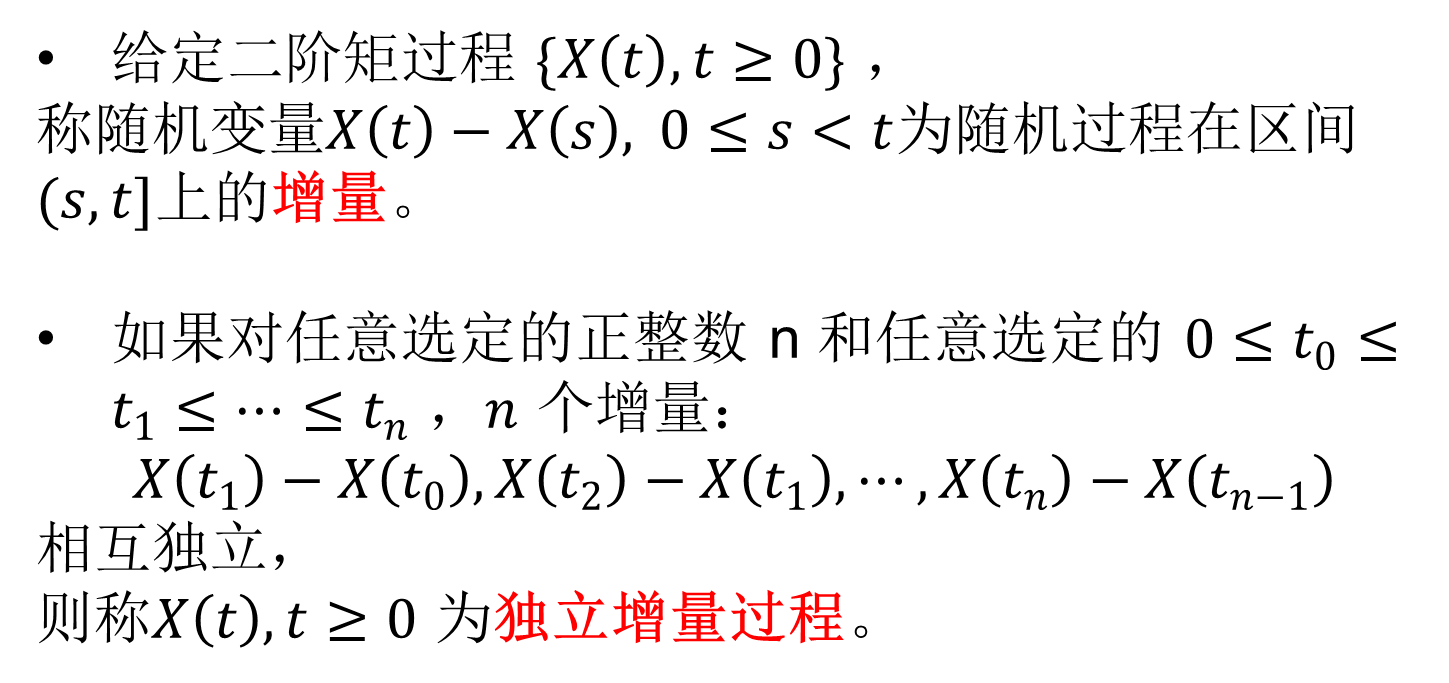 • 给定二阶矩过程 {X(t), t ≥ 0} ，
称随机变量X(t) − X(s), 0 ≤ s < t为随机过程在区间
(s, t]上的增量。
• 如果对任意选定的正整数 n 和任意选定的 0 ≤ t₀ ≤
t₁ ≤ ⋯ ≤ tₙ ，n 个增量：
X(t₁) − X(t₀), X(t₂) − X(t₁), ⋯ , X(tₙ) − X(tₙ₋₁)
相互独立，
则称X(t), t ≥ 0 为独立增量过程。